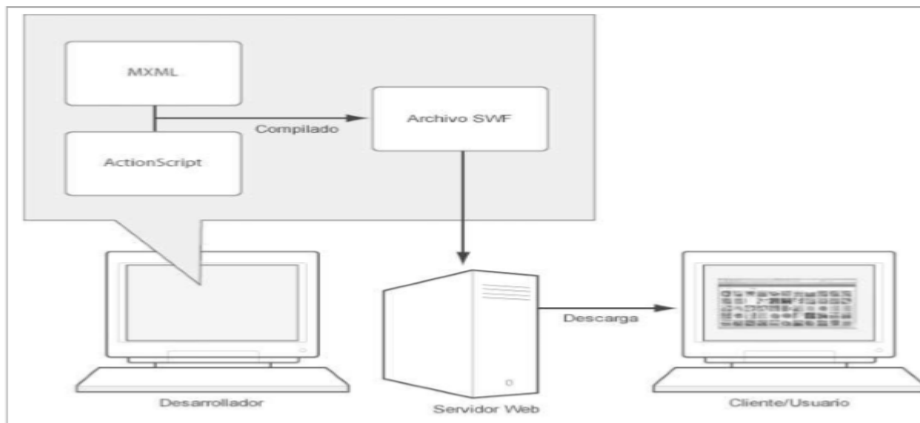 MXML
ActionScript
Compilado
Archivo SWF
Descarga
Desarrollador
Servidor Web
Cliente/Usuario